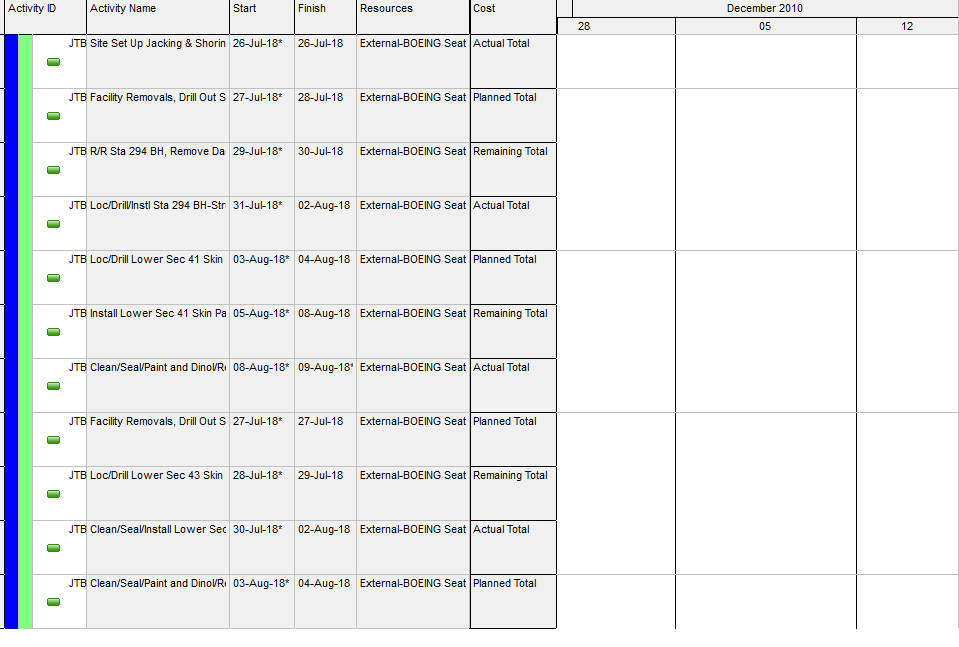 Activity ID Activity Name Start Finish Resources Cost December 2010
28 05 12
JTB Site Set Up Jacking & Shorin 26-Jul-18* 26-Jul-18 External-BOEING Seat Actual Total
JTB Facility Removals, Drill Out S 27-Jul-18* 28-Jul-18 External-BOEING Seat Planned Total
JTB R/R Sta 294 BH, Remove Da 29-Jul-18* 30-Jul-18 External-BOEING Seat Remaining Total
JTB Loc/Drill/Instl Sta 294 BH-Str 31-Jul-18* 02-Aug-18 External-BOEING Seat Actual Total
JTB Loc/Drill Lower Sec 41 Skin 03-Aug-18* 04-Aug-18 External-BOEING Seat Planned Total
JTB Install Lower Sec 41 Skin Pa 05-Aug-18* 08-Aug-18 External-BOEING Seat Remaining Total
JTB Clean/Seal/Paint and Dinol/Re 08-Aug-18* 09-Aug-18* External-BOEING Seat Actual Total
JTB Facility Removals, Drill Out S 27-Jul-18* 27-Jul-18 External-BOEING Seat Planned Total
JTB Loc/Drill Lower Sec 43 Skin 28-Jul-18* 29-Jul-18 External-BOEING Seat Remaining Total
JTB Clean/Seal/Install Lower Sec 30-Jul-18* 02-Aug-18 External-BOEING Seat Actual Total
JTB Clean/Seal/Paint and Dinol/Re 03-Aug-18* 04-Aug-18 External-BOEING Seat Planned Total